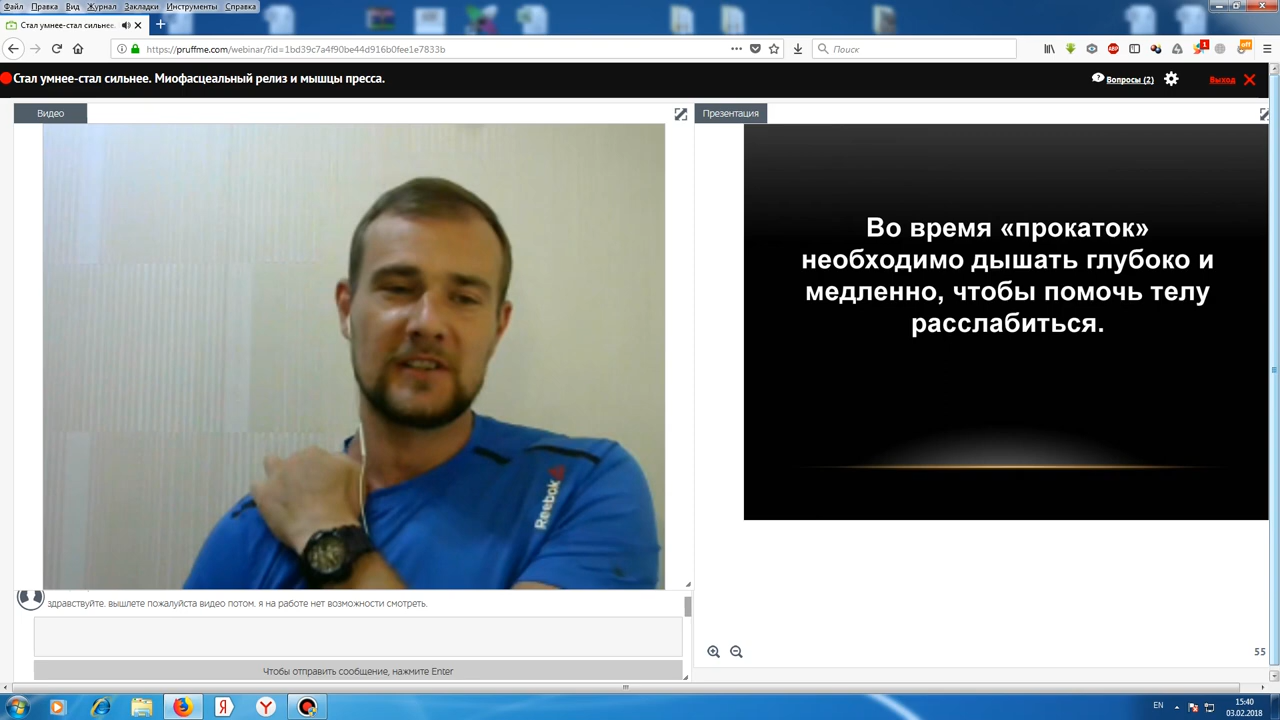 Файл Правка Вид Журнал Закладки Инструменты Справка
Стал умнее-стал сильнее.
https://pruffme.com/webinar/?id=1bd39c7a4f90be44d916b0fee1e7833b
Поиск
ABP
1
off
Стал умнее-стал сильнее. Миофасцеальный релиз и мышцы пресса.
Вопросы (2)
Выход
Видео
Презентация
Во время «прокаток»
необходимо дышать глубоко и
медленно, чтобы помочь телу
расслабиться.
Reebok
здравствуйте. вышлете пожалуйста видео потом. я на работе нет возможности смотреть.
55
Чтобы отправить сообщение, нажмите Enter
EN
15:40
03.02.2018